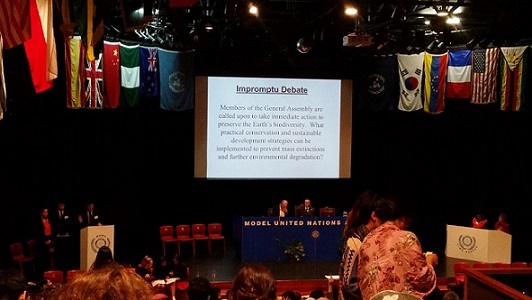 Impromptu Debate
Members of the General Assembly are
called upon to take immediate action to
preserve the Earth's biodiversity. What
practical conservation and sustainable
development strategies can be
implemented to prevent mass extinctions
and further environmental degradation?
MODEL UNITED NATIONS